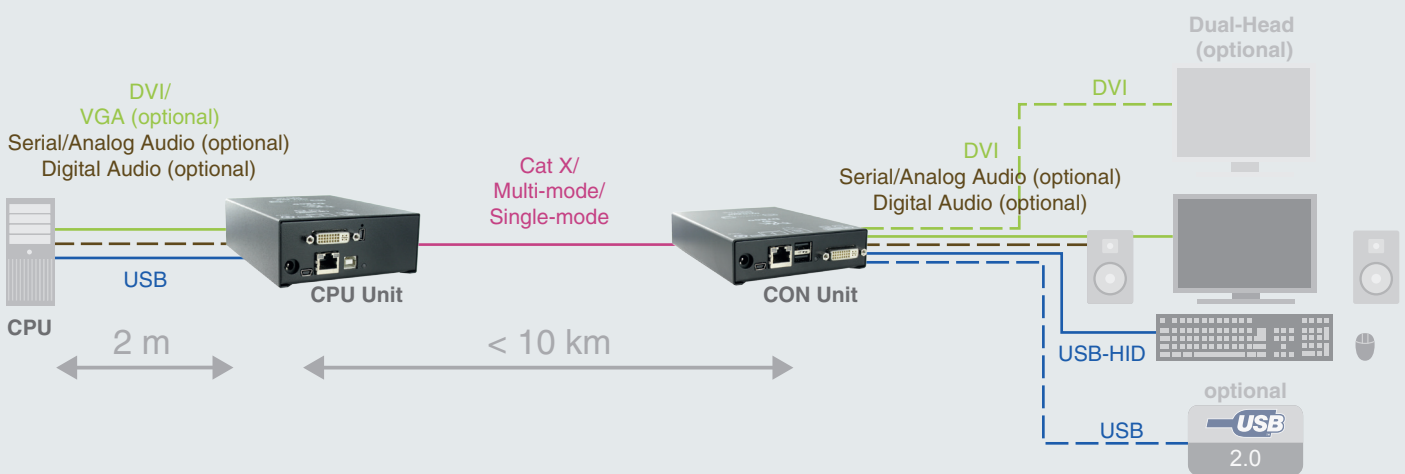 Dual-Head
(optional)
DVI/
VGA (optional)
Serial/Analog Audio (optional)
Digital Audio (optional)
Cat X/
Multi-mode/
Single-mode
DVI
DVI
Serial/Analog Audio (optional)
Digital Audio (optional)
USB
CPU Unit
CON Unit
CPU
2 m
< 10 km
USB-HID
optional
USB
USB
2.0